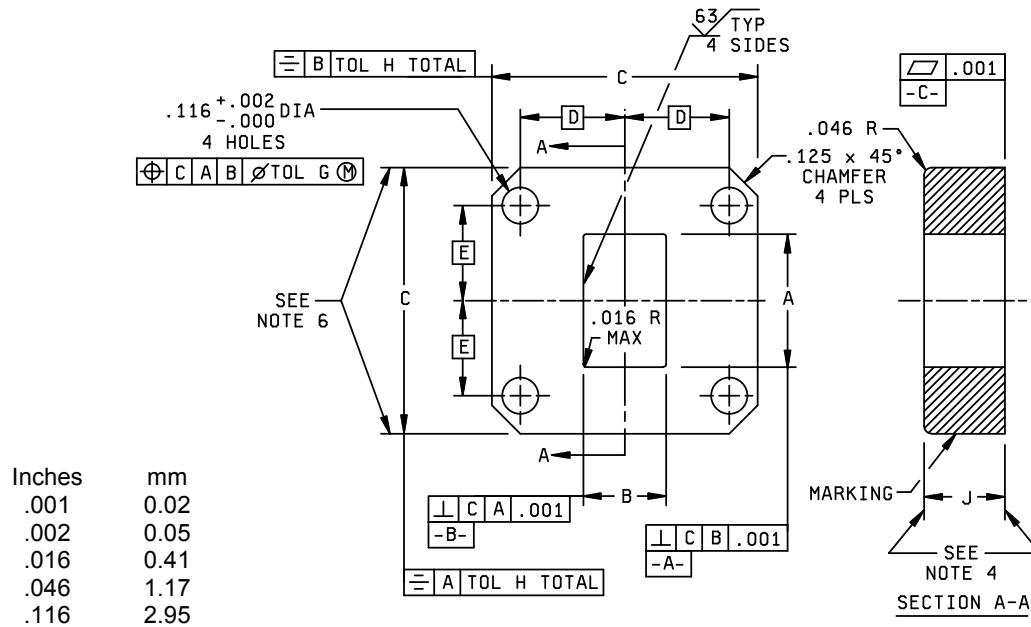 63
TYP
4 SIDES
⌯ B TOL H TOTAL
C
▱ .001
-C-
.116 +.002 -.000 DIA
4 HOLES
⌖ C A B ⌀TOL G Ⓜ
D
D
A
.046 R
.125 x 45°
CHAMFER
4 PLS
E
SEE
NOTE 6
C
A
.016 R
MAX
E
A
B
MARKING
J
⊥ C A .001
-B-
⊥ C B .001
-A-
SEE
NOTE 4
⌯ A TOL H TOTAL
SECTION A-A
Inches mm
.001 0.02
.002 0.05
.016 0.41
.046 1.17
.116 2.95